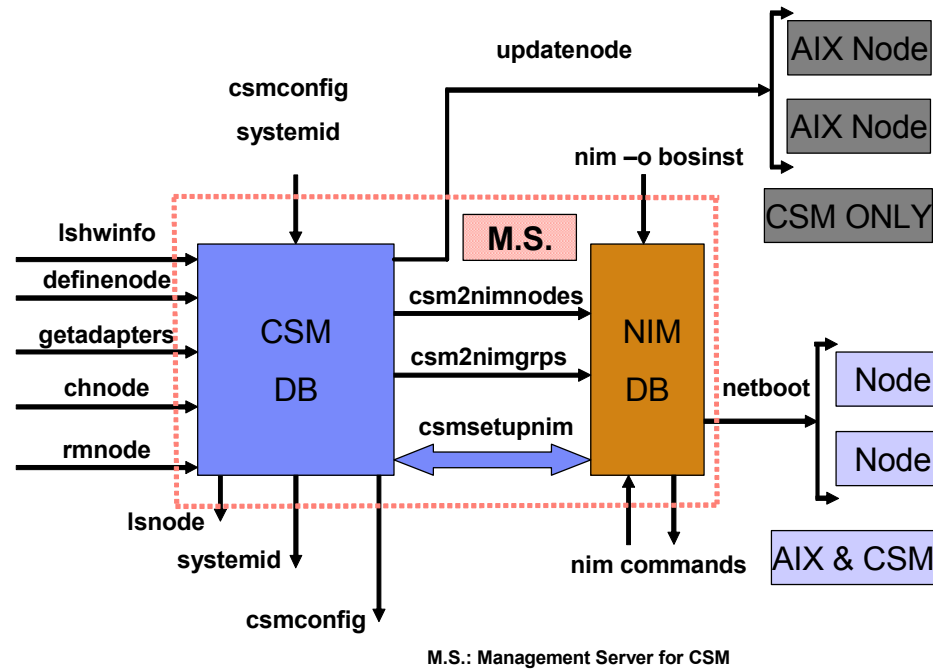 updatenode
AIX Node
AIX Node
CSM ONLY
csmconfig
systemid
nim –o bosinst
M.S.
lshwinfo
definenode
getadapters
chnode
rmnode
CSM
DB
csm2nimnodes
csm2nimgrps
csmsetupnim
NIM
DB
netboot
Node
Node
AIX & CSM
lsnode
systemid
csmconfig
nim commands
M.S.: Management Server for CSM